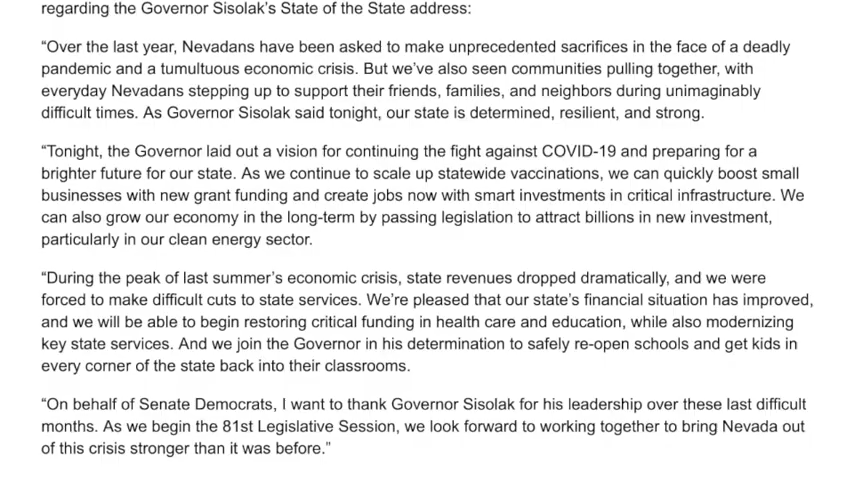 regarding the Governor Sisolak’s State of the State address:
“Over the last year, Nevadans have been asked to make unprecedented sacrifices in the face of a deadly
pandemic and a tumultuous economic crisis. But we’ve also seen communities pulling together, with
everyday Nevadans stepping up to support their friends, families, and neighbors during unimaginably
difficult times. As Governor Sisolak said tonight, our state is determined, resilient, and strong.
“Tonight, the Governor laid out a vision for continuing the fight against COVID-19 and preparing for a
brighter future for our state. As we continue to scale up statewide vaccinations, we can quickly boost small
businesses with new grant funding and create jobs now with smart investments in critical infrastructure. We
can also grow our economy in the long-term by passing legislation to attract billions in new investment,
particularly in our clean energy sector.
“During the peak of last summer’s economic crisis, state revenues dropped dramatically, and we were
forced to make difficult cuts to state services. We’re pleased that our state’s financial situation has improved,
and we will be able to begin restoring critical funding in health care and education, while also modernizing
key state services. And we join the Governor in his determination to safely re-open schools and get kids in
every corner of the state back into their classrooms.
“On behalf of Senate Democrats, I want to thank Governor Sisolak for his leadership over these last difficult
months. As we begin the 81st Legislative Session, we look forward to working together to bring Nevada out
of this crisis stronger than it was before.”